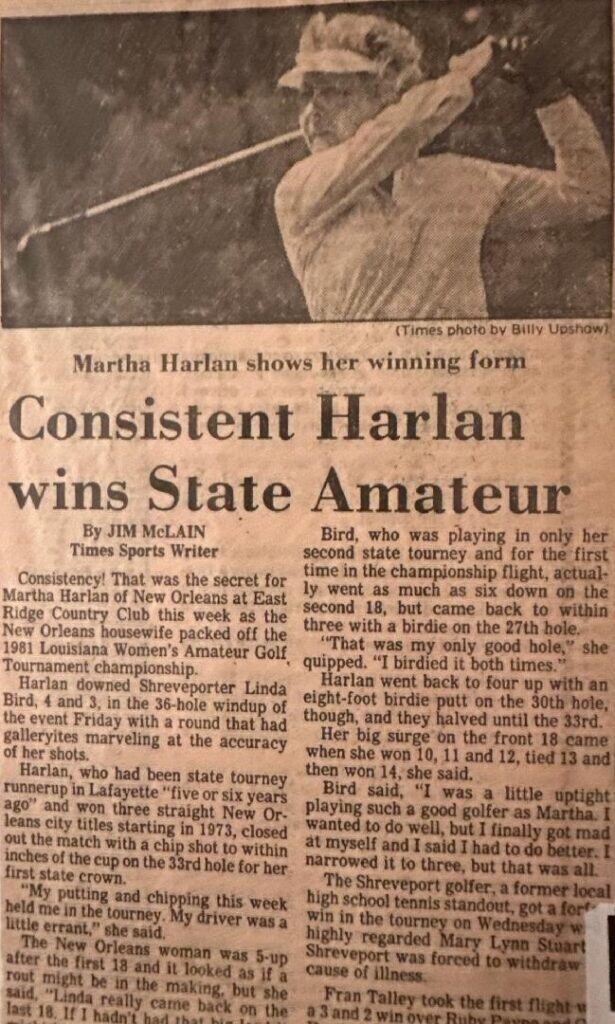 (Times photo by Billy Upshaw)
Martha Harlan shows her winning form
Consistent Harlan
wins State Amateur
By JIM McLAIN
Times Sports Writer
Consistency! That was the secret for
Martha Harlan of New Orleans at East
Ridge Country Club this week as the
New Orleans housewife packed off the
1981 Louisiana Women's Amateur Golf
Tournament championship.
Harlan downed Shreveporter Linda
Bird, 4 and 3, in the 36-hole windup of
the event Friday with a round that had
galleryites marveling at the accuracy
of her shots.
Harlan, who had been state tourney
runnerup in Lafayette "five or six years
ago" and won three straight New Or-
leans city titles starting in 1973, closed
out the match with a chip shot to within
inches of the cup on the 33rd hole for her
first state crown.
"My putting and chipping this week
held me in the tourney. My driver was a
little errant," she said.
The New Orleans woman was 5-up
after the first 18 and it looked as if a
rout might be in the making, but she
said, "Linda really came back on the
last 18. If I hadn't had that big
Bird, who was playing in only her
second state tourney and for the first
time in the championship flight, actual-
ly went as much as six down on the
second 18, but came back to within
three with a birdie on the 27th hole.
"That was my only good hole," she
quipped. "I birdied it both times."
Harlan went back to four up with an
eight-foot birdie putt on the 30th hole,
though, and they halved until the 33rd.
Her big surge on the front 18 came
when she won 10, 11 and 12, tied 13 and
then won 14, she said.
Bird said, "I was a little uptight
playing such a good golfer as Martha. I
wanted to do well, but I finally got mad
at myself and I said I had to do better. I
narrowed it to three, but that was all.
The Shreveport golfer, a former local
high school tennis standout, got a
win in the tourney on Wednesday
highly regarded Mary Lynn Stuart
Shreveport was forced to withdraw
cause of illness.
Fran Talley took the first flight
a 3 and 2 win over Ruby